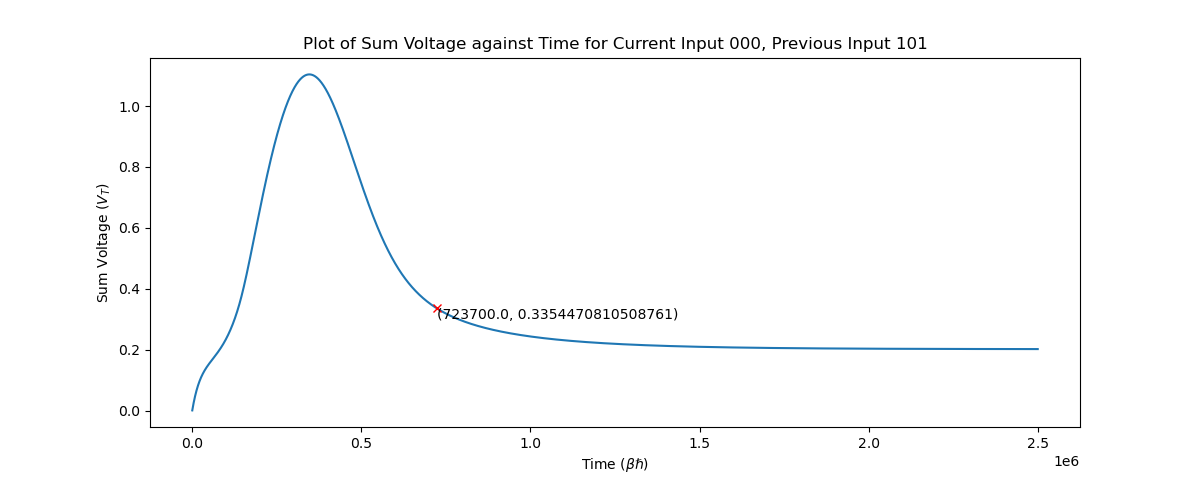 Plot of Sum Voltage against Time for Current Input 000, Previous Input 101
1.0
0.8
0.6
0.4
0.2
0.0
Sum Voltage (V_T)
(723700.0, 0.3354470810508761)
0.0 0.5 1.0 1.5 2.0 2.5
1e6
Time (βℏ)